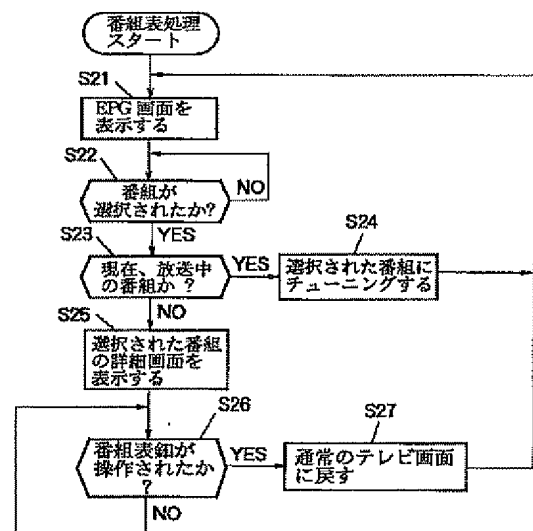 番組表処理
スタート
S21
EPG画面を
表示する
S22
番組が
選択されたか?
NO
YES
S23
現在、放送中
の番組か ?
YES
NO
S24
選択された番組に
チューニングする
S25
選択された番組
の詳細画面を
表示する
S26
番組表釦が
操作されたか
?
YES
NO
S27
通常のテレビ画面
に戻す